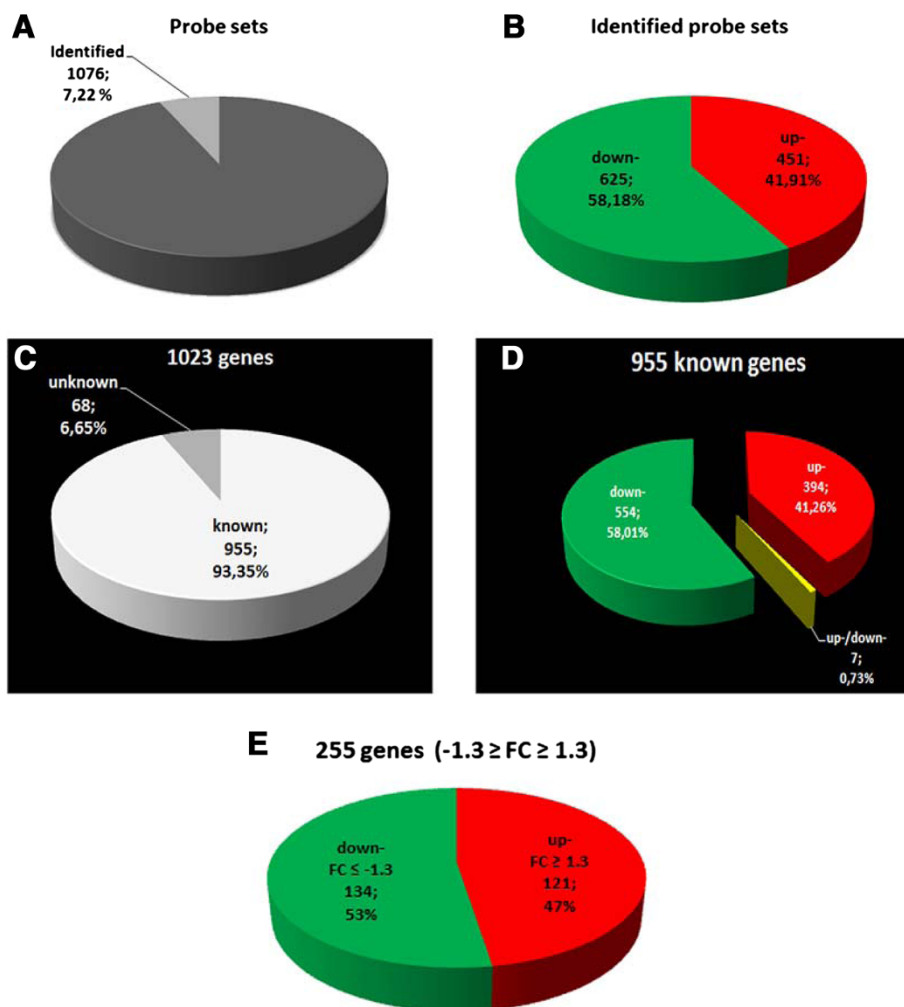 A
Probe sets
Identified
1076;
7,22 %
B
Identified probe sets
down-
625;
58,18%
up-
451;
41,91%
C
1023 genes
unknown
68;
6,65%
known;
955;
93,35%
D
955 known genes
down-
554;
58,01%
up-
394;
41,26%
up-/down-
7;
0,73%
E
255 genes (-1.3 ≥ FC ≥ 1.3)
down-
FC ≤ -1.3
134;
53%
up-
FC ≥ 1.3
121;
47%